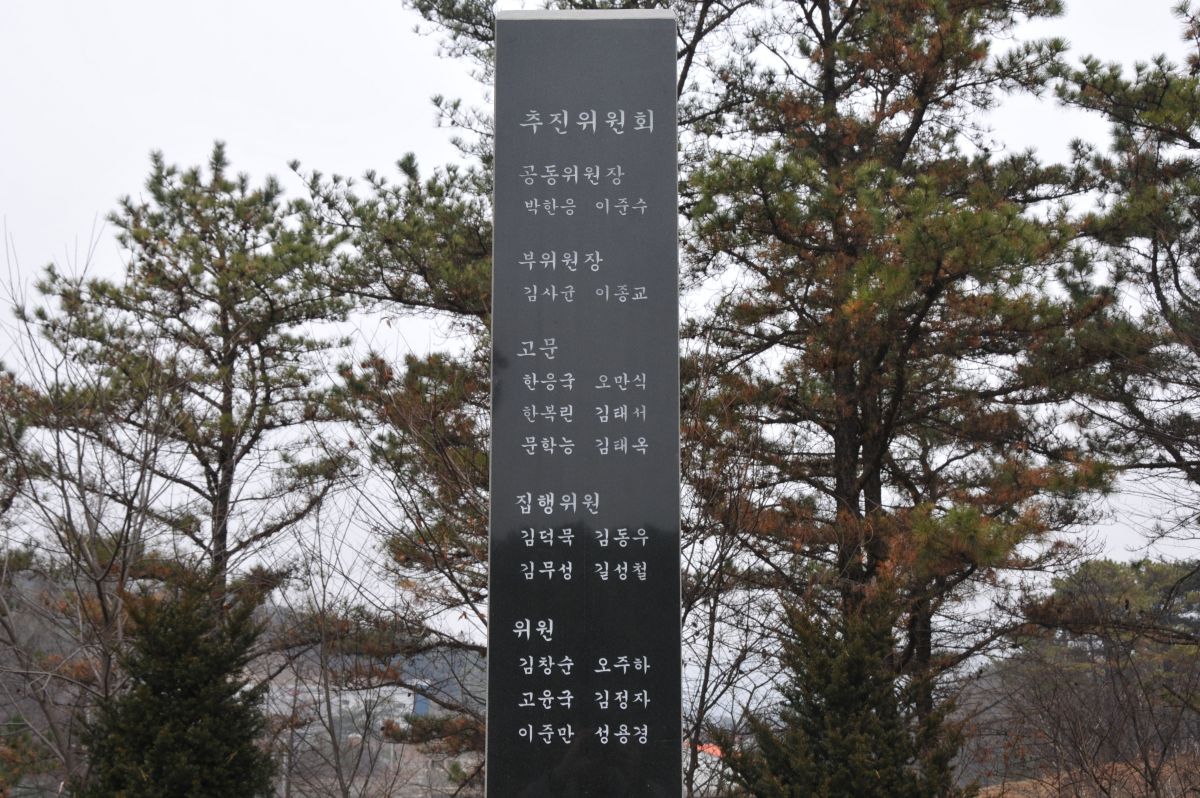 추진위원회
공동위원장
박한응 이준수
부위원장
김사균 이종교
고문
한응국 오만식
한복린 김태서
문학능 김태옥
집행위원
김덕묵 김동우
김무성 길성철
위원
김창순 오주하
고윤국 김정자
이준만 성용경